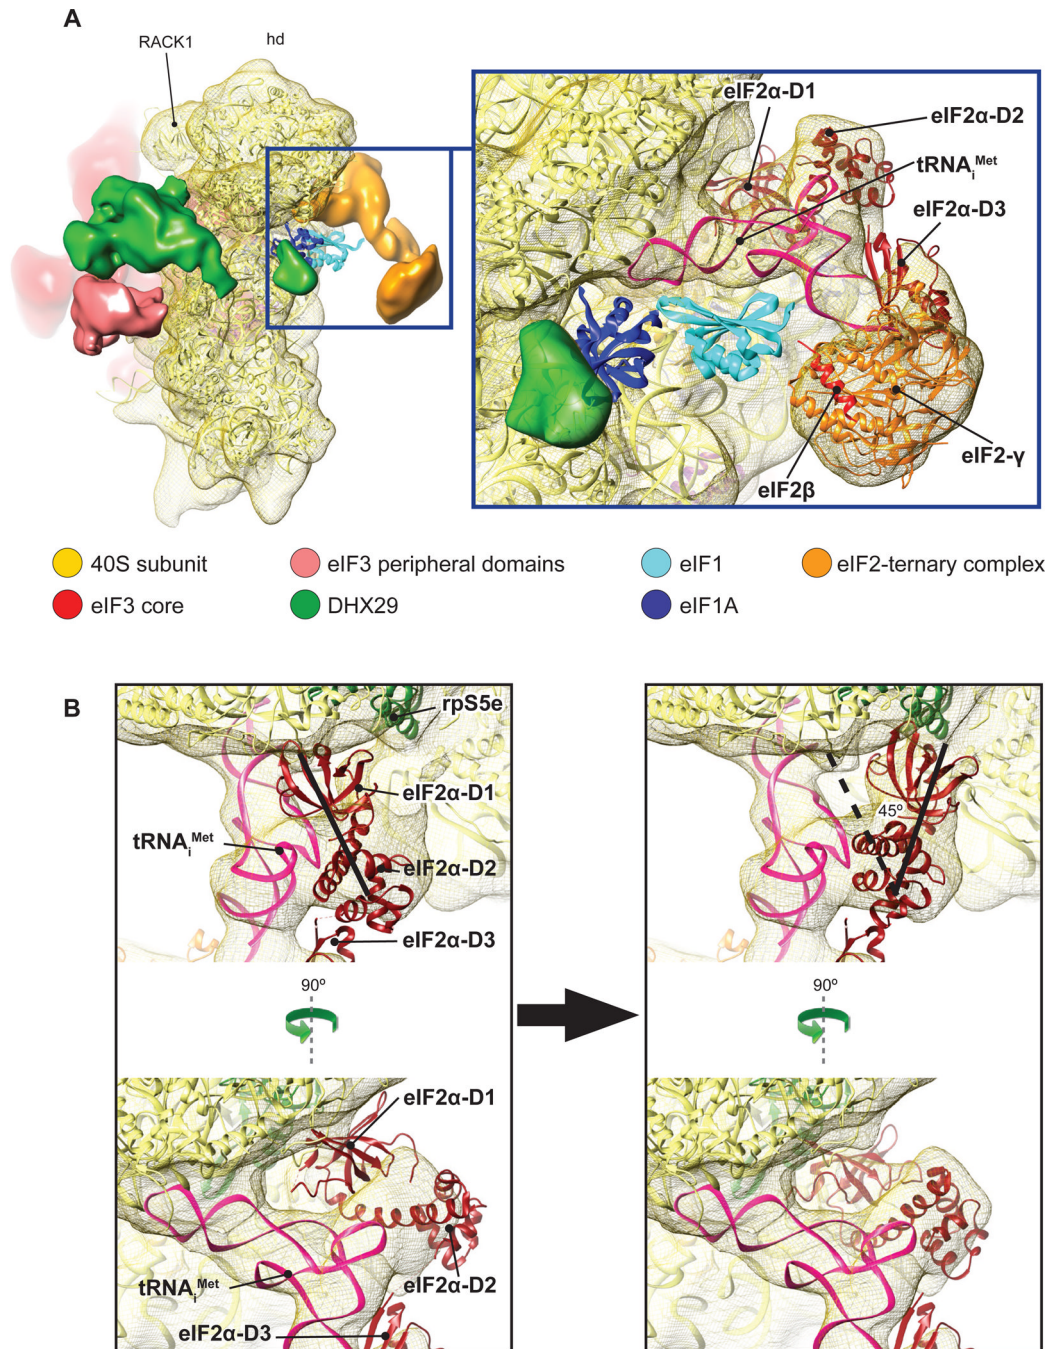 A
RACK1
hd
eIF2α-D1
eIF2α-D2
tRNAiMet
eIF2α-D3
eIF2-γ
eIF2β
40S subunit
eIF3 peripheral domains
eIF1
eIF2-ternary complex
eIF3 core
DHX29
eIF1A
B
rpS5e
eIF2α-D1
tRNAiMet
eIF2α-D2
eIF2α-D3
45º
90º
90º
eIF2α-D1
tRNAiMet
eIF2α-D2
eIF2α-D3